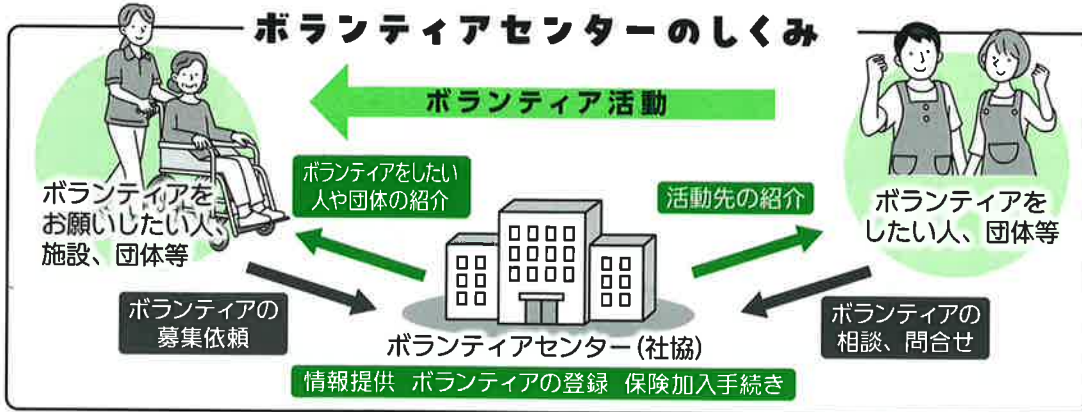 ボランティアセンターのしくみ
ボランティア活動
ボランティアを
お願いしたい人、
施設、団体等
ボランティアをしたい
人や団体の紹介
活動先の紹介
ボランティアを
したい人、団体等
ボランティアの
募集依頼
ボランティアの
相談、問合せ
ボランティアセンター(社協)
情報提供 ボランティアの登録 保険加入手続き